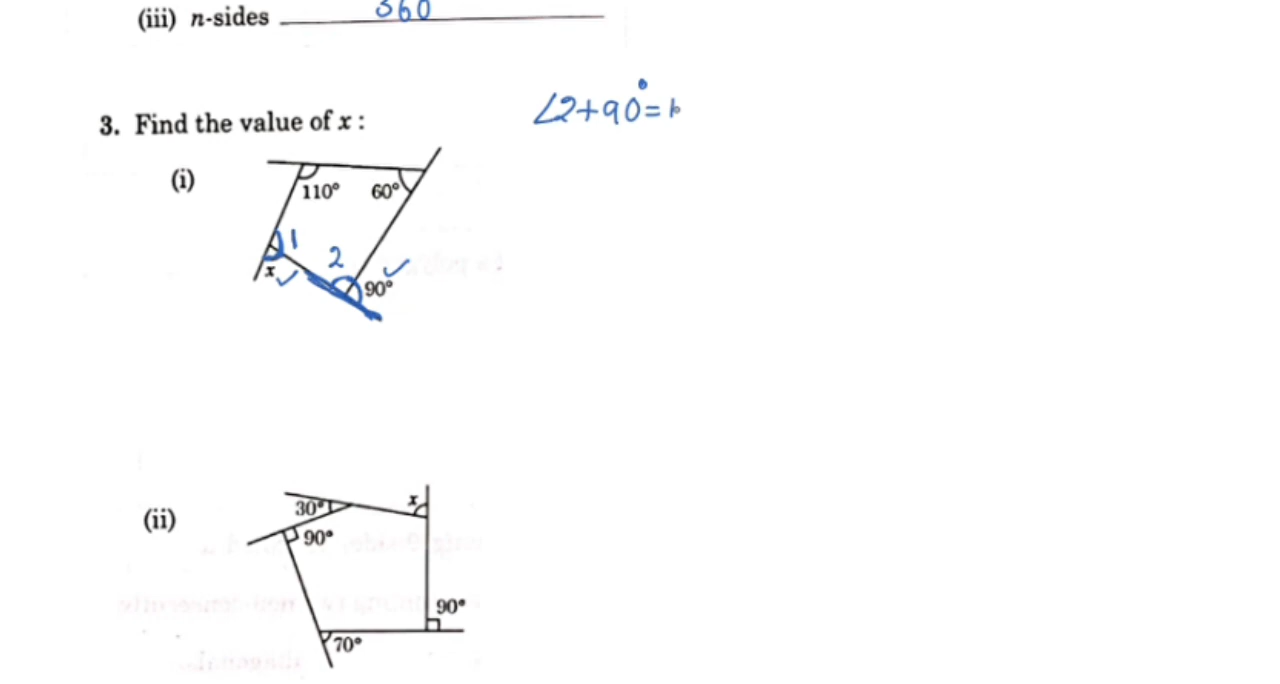 (iii) n-sides 360
3. Find the value of x :
∠2+90°=1
(i)
110° 60°
1
2
x
90°
(ii)
30°
x
90°
90°
70°